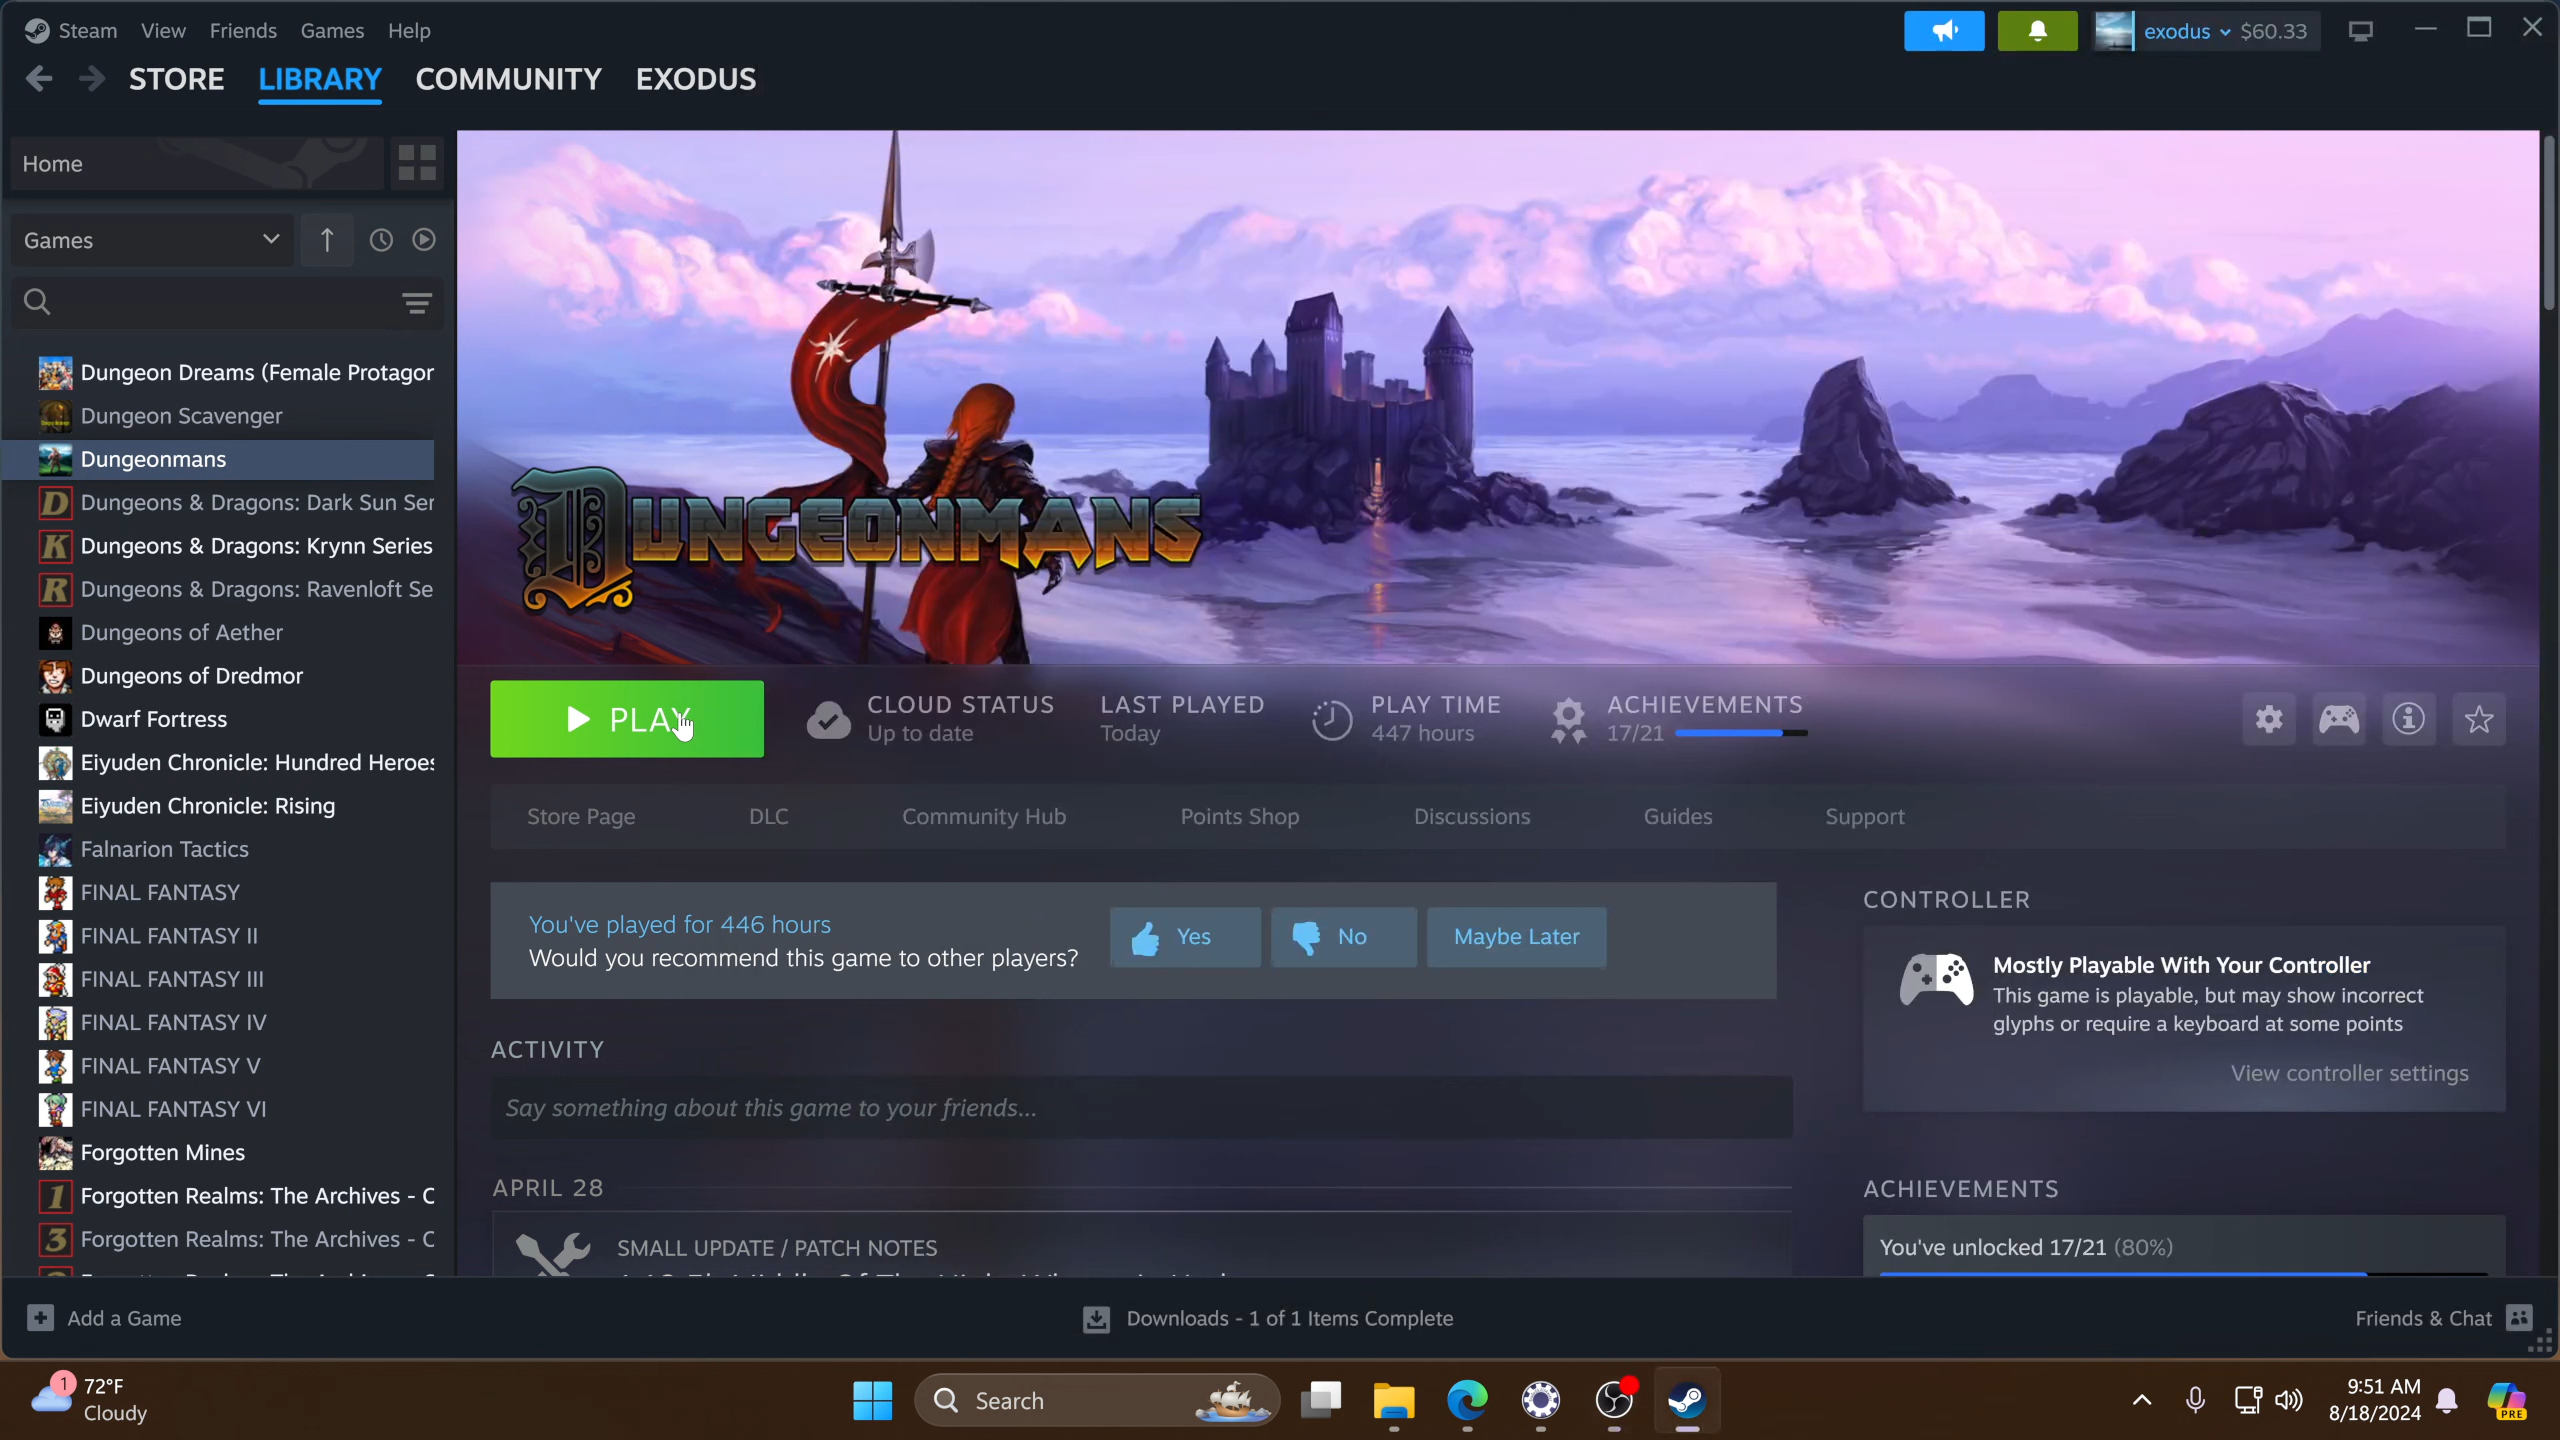 Steam View Friends Games Help
exodus $60.33
STORE LIBRARY COMMUNITY EXODUS
Home
Games
Dungeon Dreams (Female Protagor
Dungeon Scavenger
Dungeonmans
Dungeons & Dragons: Dark Sun Ser
Dungeons & Dragons: Krynn Series
Dungeons & Dragons: Ravenloft Se
Dungeons of Aether
Dungeons of Dredmor
Dwarf Fortress
Eiyuden Chronicle: Hundred Heroes
Eiyuden Chronicle: Rising
Falnarion Tactics
FINAL FANTASY
FINAL FANTASY II
FINAL FANTASY III
FINAL FANTASY IV
FINAL FANTASY V
FINAL FANTASY VI
Forgotten Mines
Forgotten Realms: The Archives - C
Forgotten Realms: The Archives - C
DUNGEONMANS
PLAY
CLOUD STATUS
Up to date
LAST PLAYED
Today
PLAY TIME
447 hours
ACHIEVEMENTS
17/21
Store Page DLC Community Hub Points Shop Discussions Guides Support
You've played for 446 hours
Would you recommend this game to other players?
Yes No Maybe Later
ACTIVITY
Say something about this game to your friends...
APRIL 28
SMALL UPDATE / PATCH NOTES
CONTROLLER
Mostly Playable With Your Controller
This game is playable, but may show incorrect
glyphs or require a keyboard at some points
View controller settings
ACHIEVEMENTS
You've unlocked 17/21 (80%)
Add a Game
Downloads - 1 of 1 Items Complete
Friends & Chat
1
72°F
Cloudy
Search
9:51 AM
8/18/2024
PRE